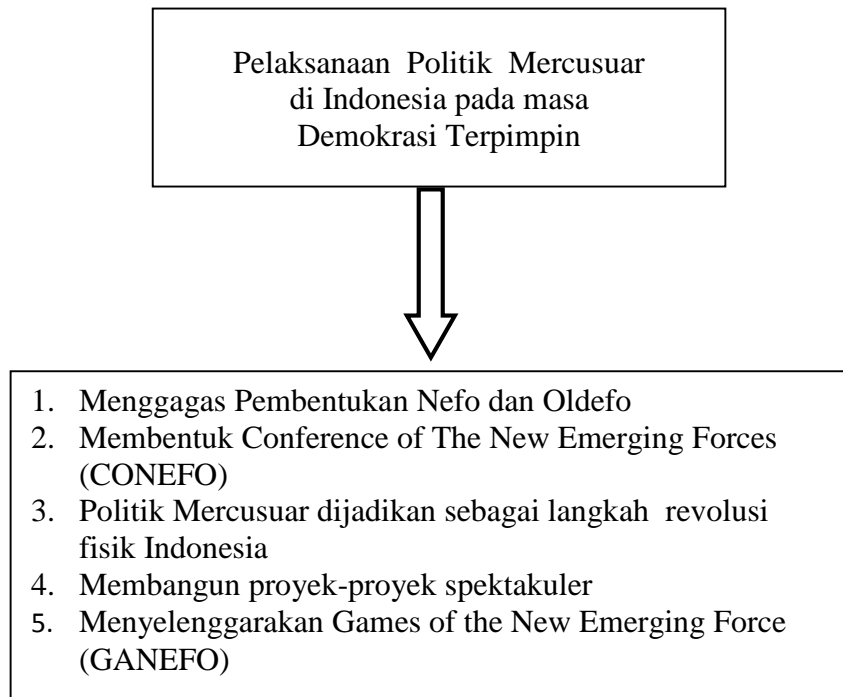 Pelaksanaan Politik Mercusuar
di Indonesia pada masa
Demokrasi Terpimpin
1. Menggagas Pembentukan Nefo dan Oldefo
2. Membentuk Conference of The New Emerging Forces
(CONEFO)
3. Politik Mercusuar dijadikan sebagai langkah revolusi
fisik Indonesia
4. Membangun proyek-proyek spektakuler
5. Menyelenggarakan Games of the New Emerging Force
(GANEFO)